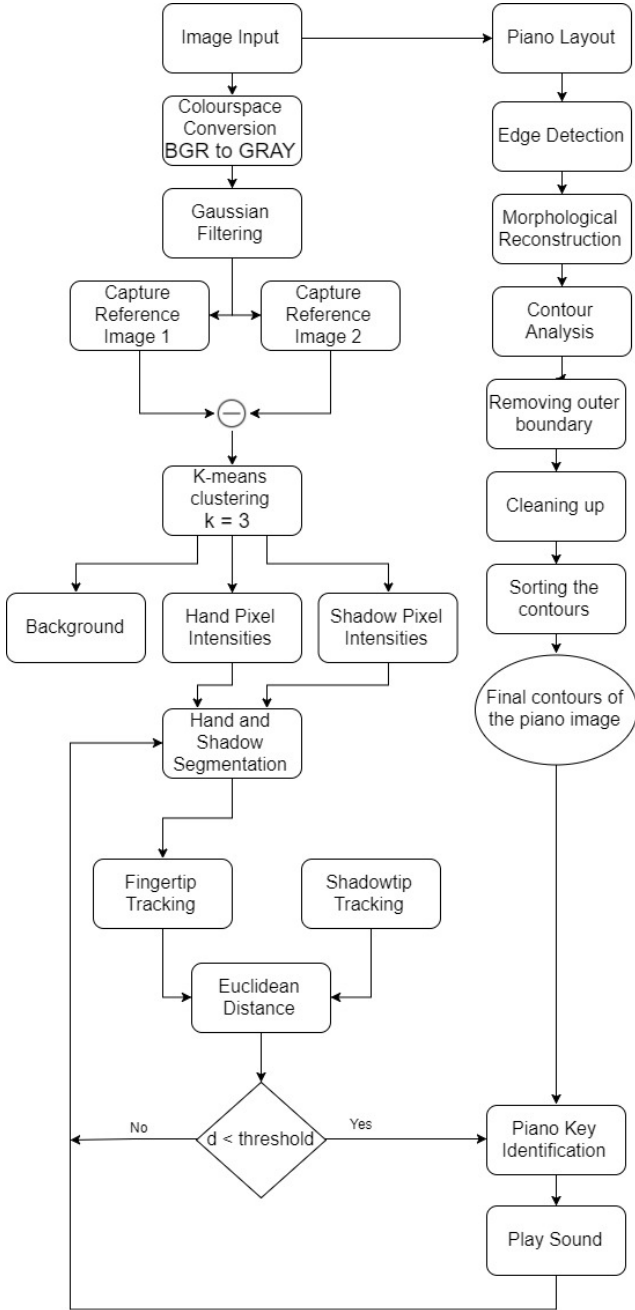 Image Input
Piano Layout
Colourspace
Conversion
BGR to GRAY
Edge Detection
Gaussian
Filtering
Morphological
Reconstruction
Capture
Reference
Image 1
Capture
Reference
Image 2
Contour
Analysis
Removing outer
boundary
K-means
clustering
k = 3
Cleaning up
Background
Hand Pixel
Intensities
Shadow Pixel
Intensities
Sorting the
contours
Final contours of
the piano image
Hand and
Shadow
Segmentation
Fingertip
Tracking
Shadowtip
Tracking
Euclidean
Distance
No
d < threshold
Yes
Piano Key
Identification
Play Sound